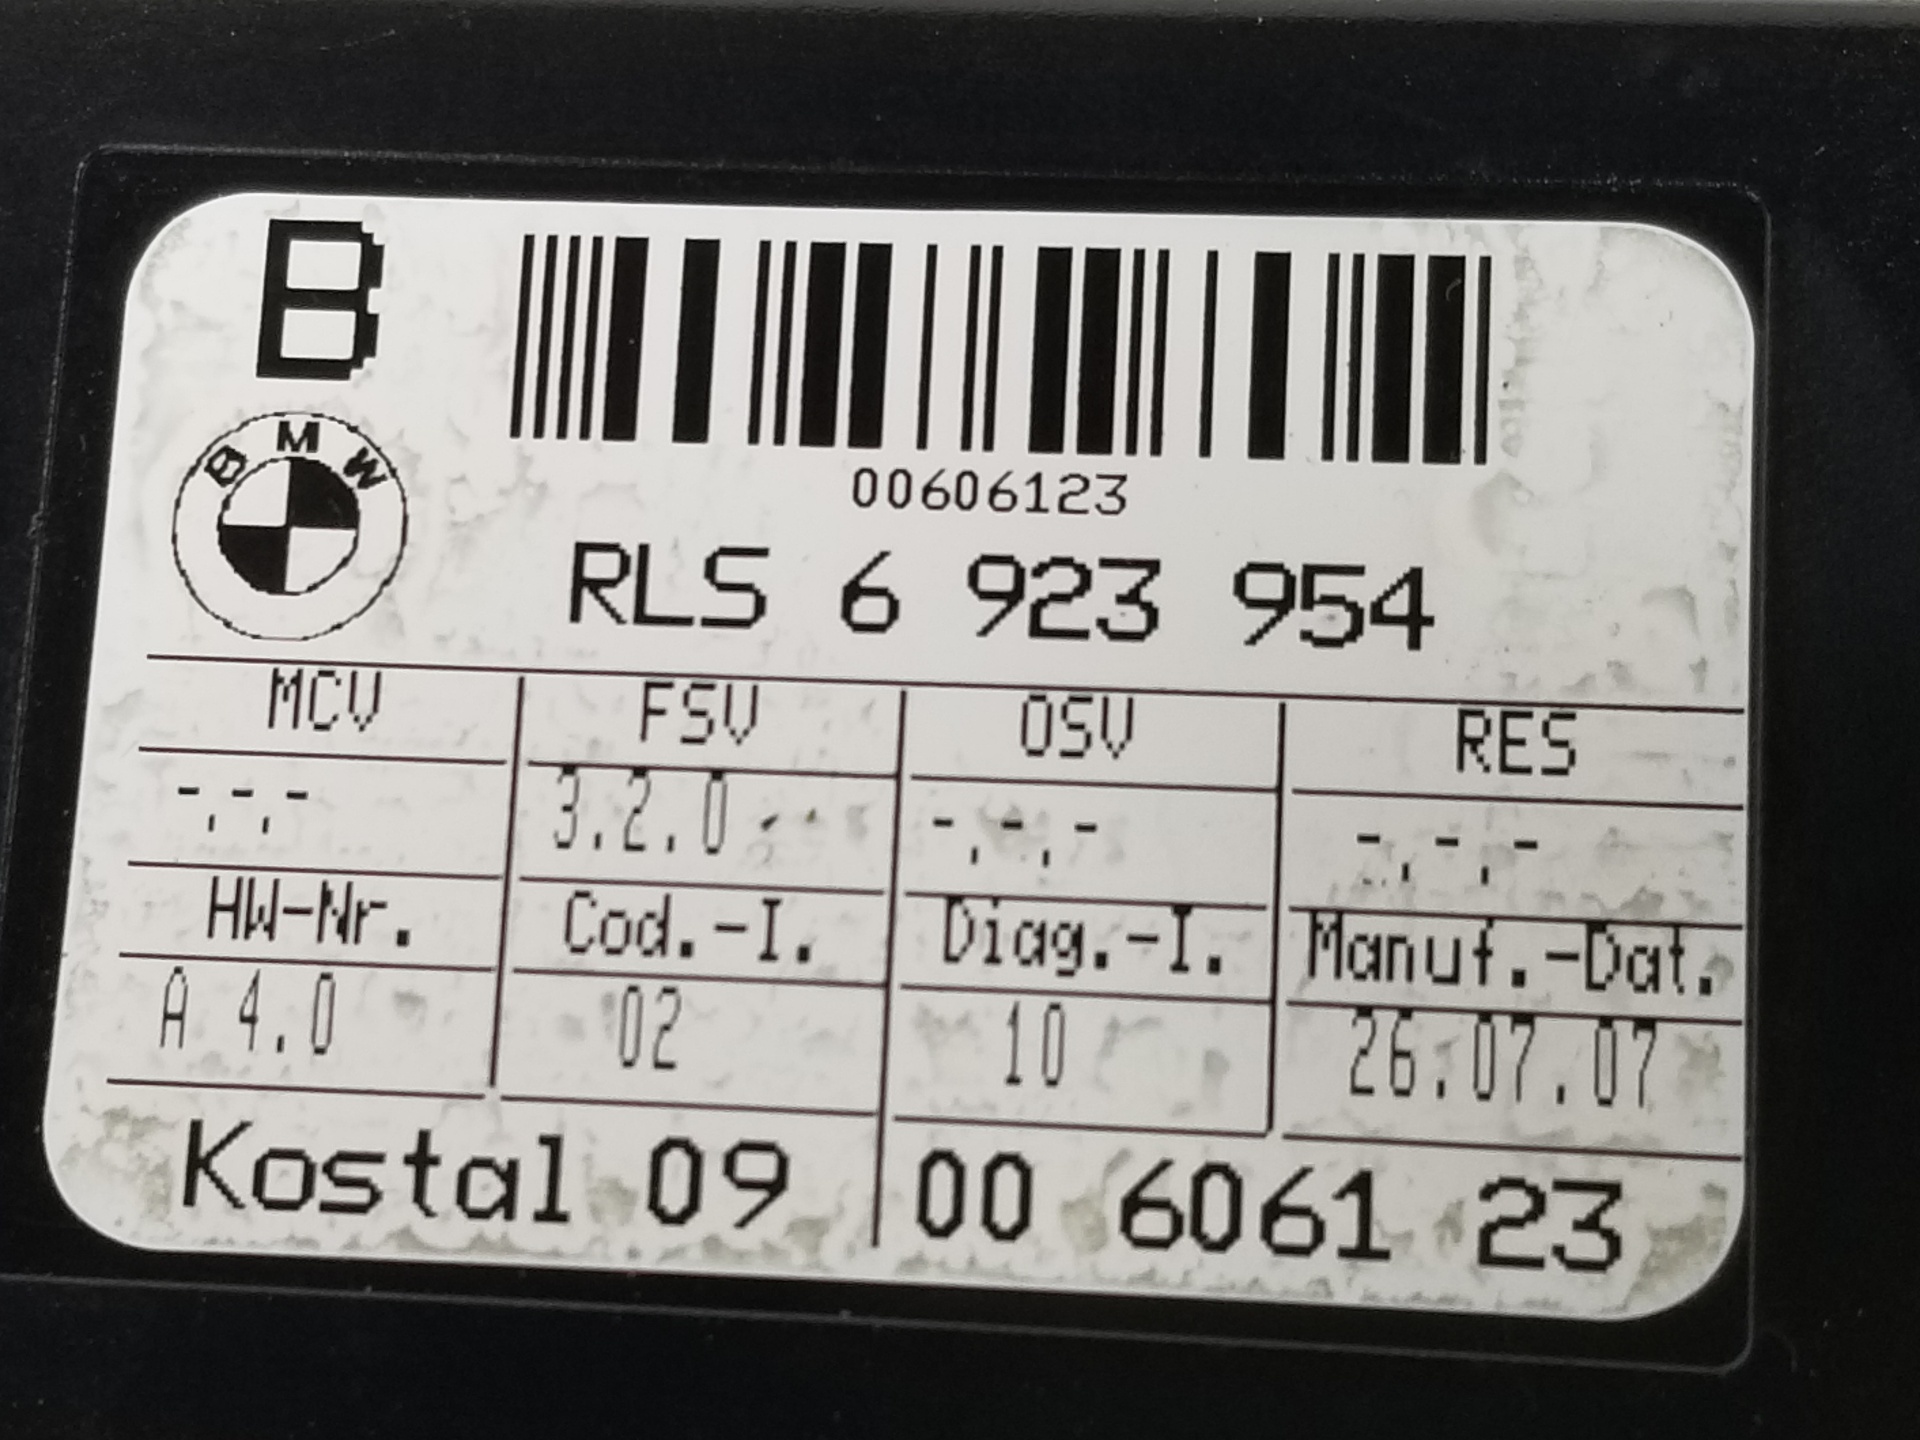 B
BMW
00606123
RLS 6 923 954
MCV FSV OSV RES
-.-.- 3.2.0 -.-.- -.-.-
HW-Nr. Cod.-I. Diag.-I. Manuf.-Dat.
A 4.0 02 10 26.07.07
Kostal 09 00 6061 23